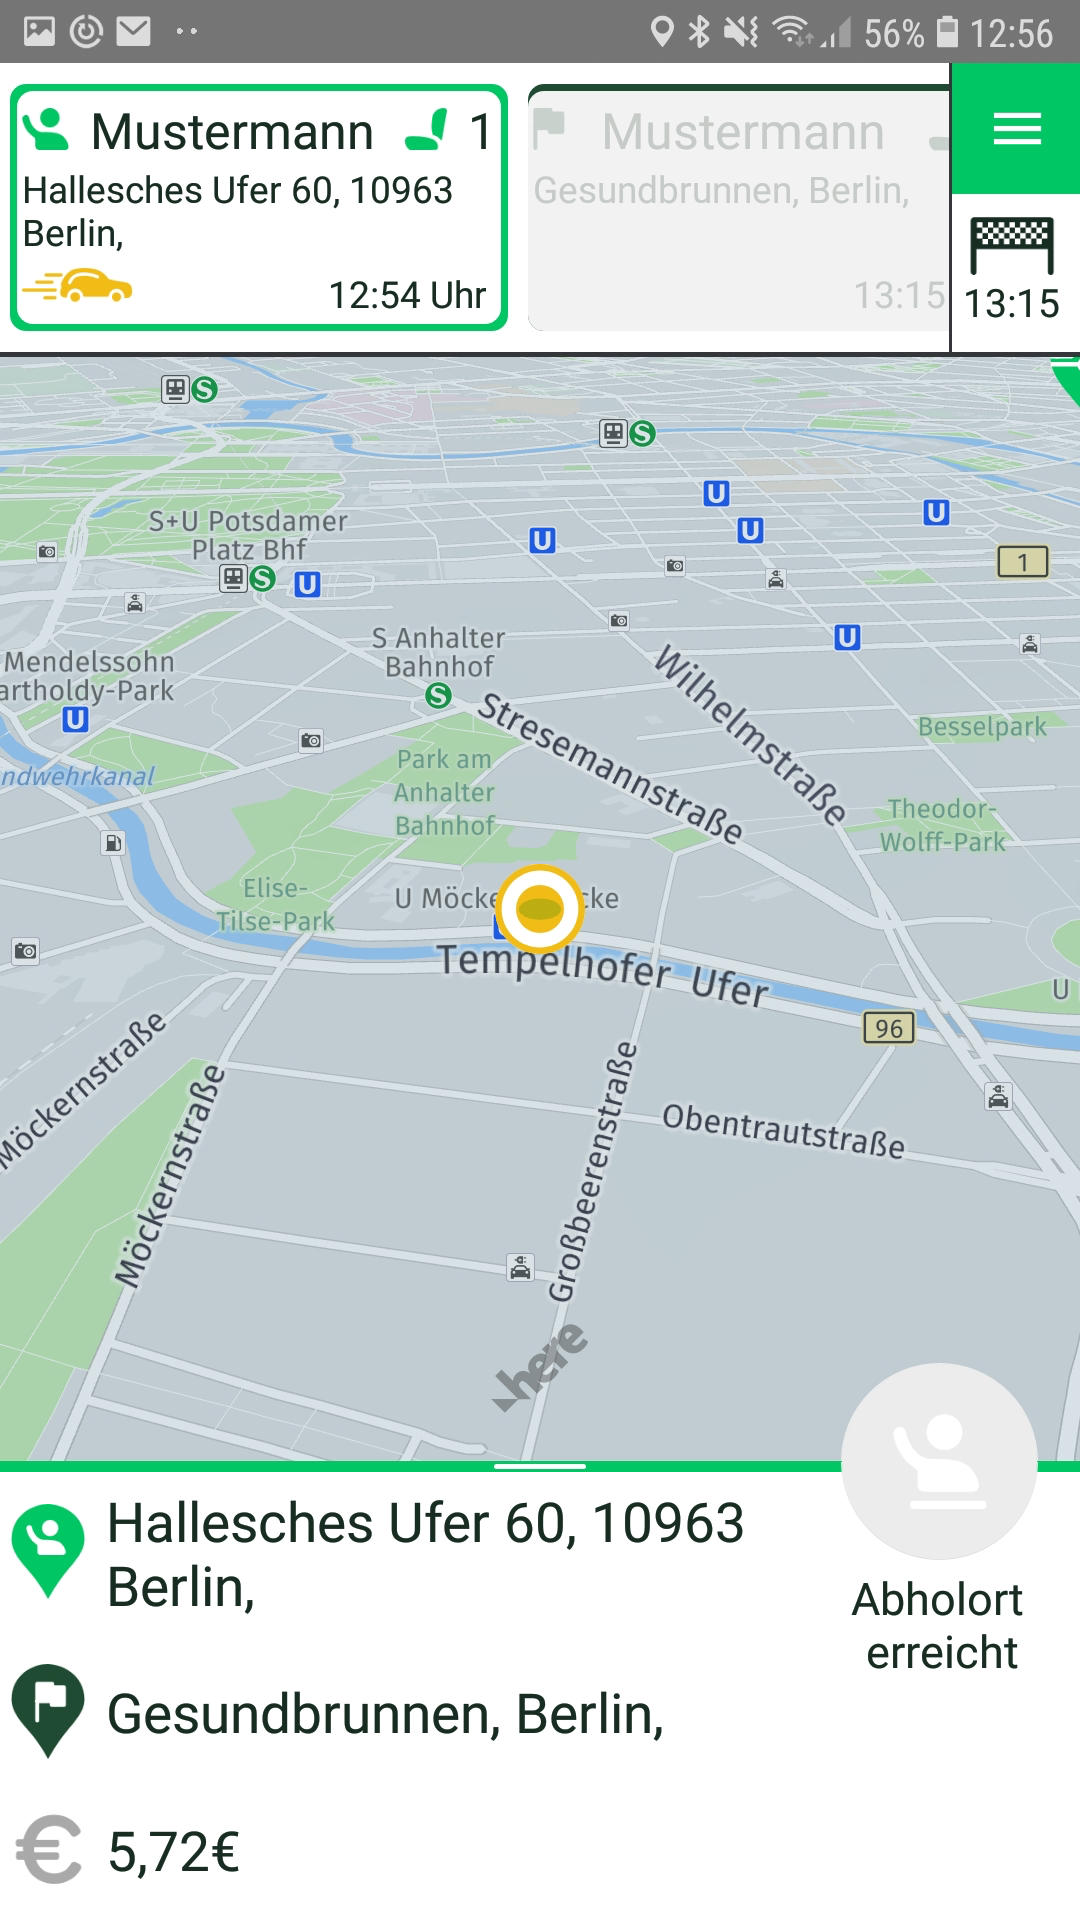 56% 12:56
Mustermann 1
Hallesches Ufer 60, 10963
Berlin,
12:54 Uhr
Mustermann
Gesundbrunnen, Berlin,
13:15
13:15
S
S
U
U
U
U
S+U Potsdamer
Platz Bhf
S
U
1
S Anhalter
Bahnhof
S
U
Mendelssohn
artholdy-Park
U
Wilhelmstraße
Stresemannstraße
Besselpark
ndwehrkanal
Park am
Anhalter
Bahnhof
Theodor-
Wolff-Park
Elise-
Tilse-Park
U Möcke cke
Tempelhofer Ufer
U
96
Möckernstraße
Möckernstraße
Großbeerenstraße
Obentrautstraße
here
Hallesches Ufer 60, 10963
Berlin,
Abholort
erreicht
Gesundbrunnen, Berlin,
€ 5,72€